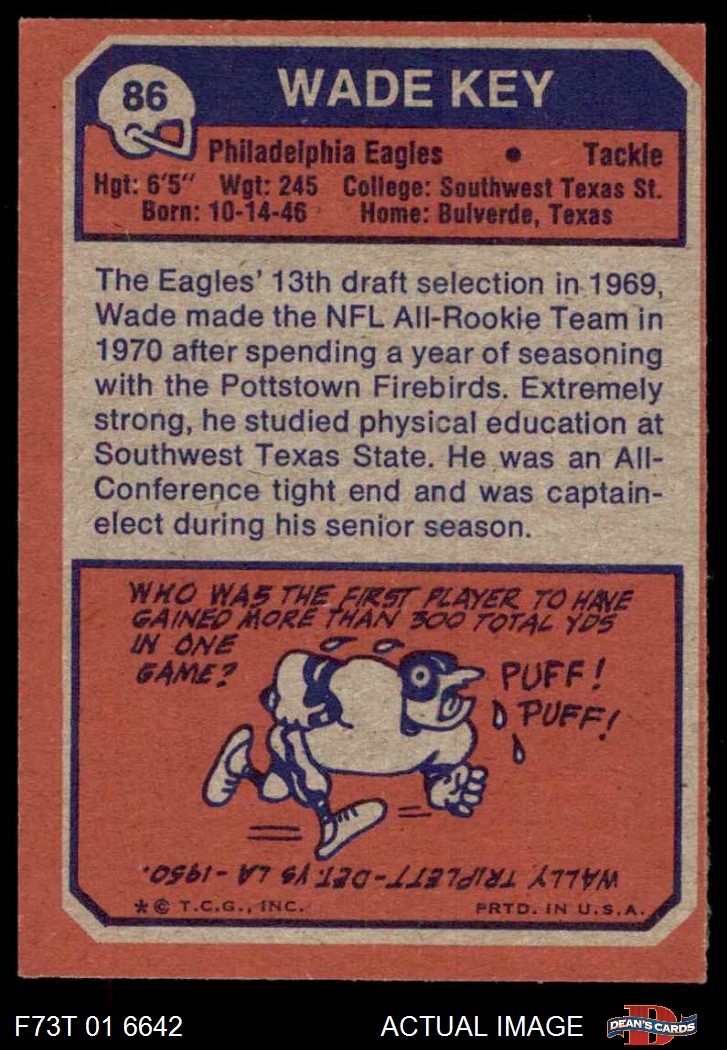 86
WADE KEY
Philadelphia Eagles • Tackle
Hgt: 6'5" Wgt: 245 College: Southwest Texas St.
Born: 10-14-46 Home: Bulverde, Texas
The Eagles' 13th draft selection in 1969,
Wade made the NFL All-Rookie Team in
1970 after spending a year of seasoning
with the Pottstown Firebirds. Extremely
strong, he studied physical education at
Southwest Texas State. He was an All-
Conference tight end and was captain-
elect during his senior season.
WHO WAS THE FIRST PLAYER TO HAVE
GAINED MORE THAN 300 TOTAL YDS
IN ONE
GAME?
PUFF!
PUFF!
WALLY TRIPLETT-DET. VS LA-1950.
*© T.C.G., INC. PRTD. IN U.S.A.
F73T 01 6642 ACTUAL IMAGE
D
DEAN'S CARDS